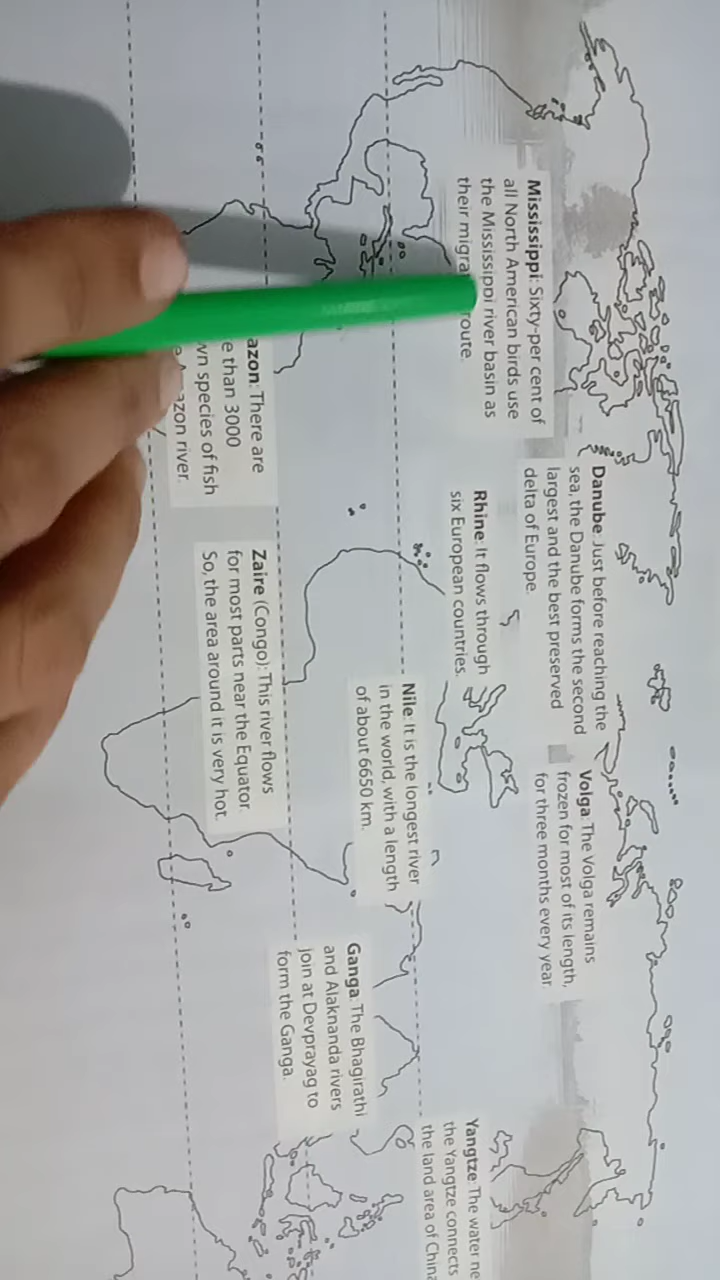 Mississippi: Sixty-per cent of
all North American birds use
the Mississippi river basin as
their migra route.
azon: There are
e than 3000
wn species of fish
azon river.
Danube: Just before reaching the
sea, the Danube forms the second
largest and the best preserved
delta of Europe.
Rhine: It flows through
six European countries.
Zaire (Congo): This river flows
for most parts near the Equator.
So, the area around it is very hot.
Nile: It is the longest river
in the world, with a length
of about 6650 km.
Volga: The Volga remains
frozen for most of its length,
for three months every year.
Ganga: The Bhagirathi
and Alaknanda rivers
join at Devprayag to
form the Ganga.
Yangtze: The water ne
the Yangtze connects
the land area of China